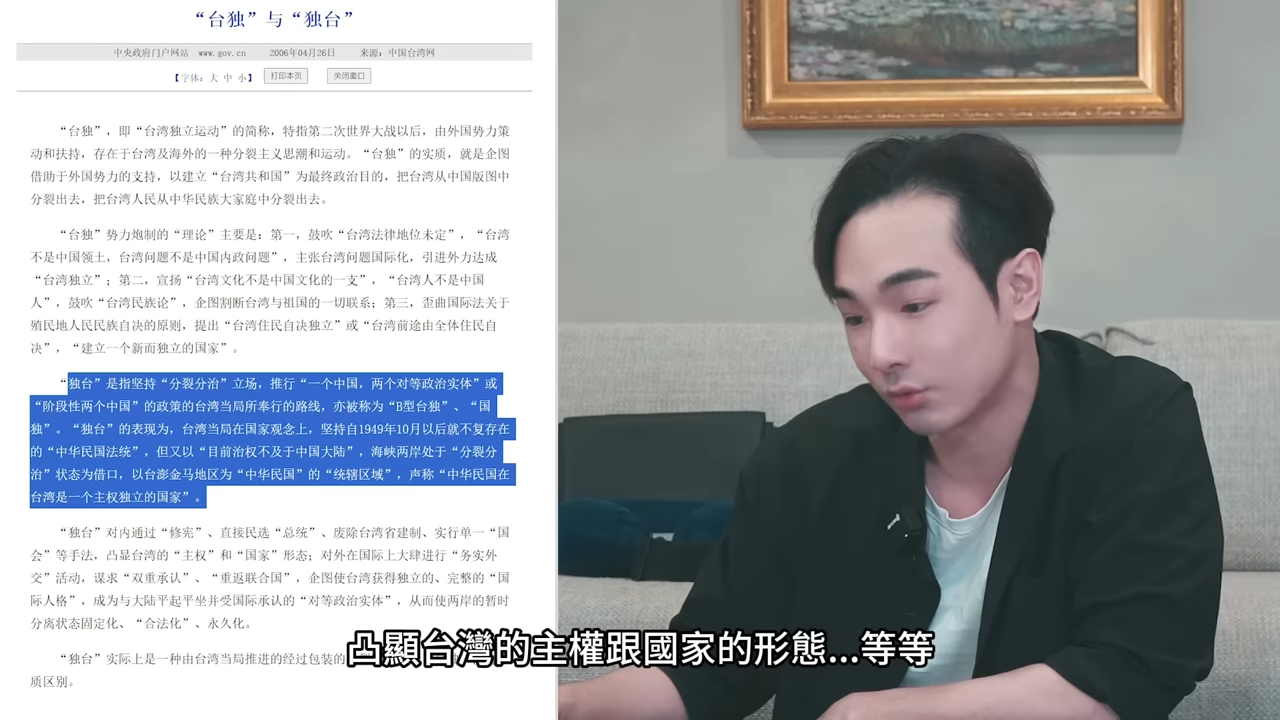 “台独”与“独台”
中央政府门户网站 www.gov.cn 2006年04月26日 来源：中国台湾网
【字体：大 中 小】 打印本页 关闭窗口
“台独”，即“台湾独立运动”的简称，特指第二次世界大战以后，由外国势力策
动和扶持，存在于台湾及海外的一种分裂主义思潮和运动。“台独”的实质，就是企图
借助于外国势力的支持，以建立“台湾共和国”为最终政治目的，把台湾从中国版图中
分裂出去，把台湾人民从中华民族大家庭中分裂出去。
“台独”势力炮制的“理论”主要是：第一，鼓吹“台湾法律地位未定”，“台湾
不是中国领土，台湾问题不是中国内政问题”，主张台湾问题国际化，引进外力达成
“台湾独立”；第二，宣扬“台湾文化不是中国文化的一支”，“台湾人不是中国
人”，鼓吹“台湾民族论”，企图割断台湾与祖国的一切联系；第三，歪曲国际法关于
殖民地人民民族自决的原则，提出“台湾住民自决独立”或“台湾前途由全体住民自
决”，“建立一个新而独立的国家”。
“独台”是指坚持“分裂分治”立场，推行“一个中国，两个对等政治实体”或
“阶段性两个中国”的政策的台湾当局所奉行的路线，亦被称为“B型台独”、“国
独”。“独台”的表现为，台湾当局在国家观念上，坚持自1949年10月以后就不复存在
的“中华民国法统”，但又以“目前治权不及于中国大陆”，海峡两岸处于“分裂分
治”状态为借口，以台澎金马地区为“中华民国”的“统辖区域”，声称“中华民国在
台湾是一个主权独立的国家”。
“独台”对内通过“修宪”、直接民选“总统”、废除台湾省建制、实行单一“国
会”等手法，凸显台湾的“主权”和“国家”形态；对外在国际上大肆进行“务实外
交”活动，谋求“双重承认”、“重返联合国”，企图使台湾获得独立的、完整的“国
际人格”，成为与大陆平起平坐并受国际承认的“对等政治实体”，从而使两岸的暂时
分离状态固定化、“合法化”、永久化。
“独台”实际上是一种由台湾当局推进的经过包装的
质区别。
凸顯台灣的主權跟國家的形態...等等